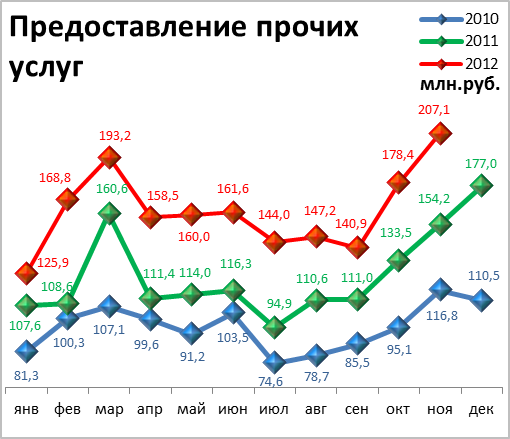 Предоставление прочих
услуг
2010
2011
2012
млн.руб.
125,9 168,8 193,2 158,5 160,0 161,6 144,0 147,2 140,9 178,4 207,1
107,6 108,6 160,6 111,4 114,0 116,3 94,9 110,6 111,0 133,5 154,2 177,0
81,3 100,3 107,1 99,6 91,2 103,5 74,6 78,7 85,5 95,1 116,8 110,5
янв фев мар апр май июн июл авг сен окт ноя дек